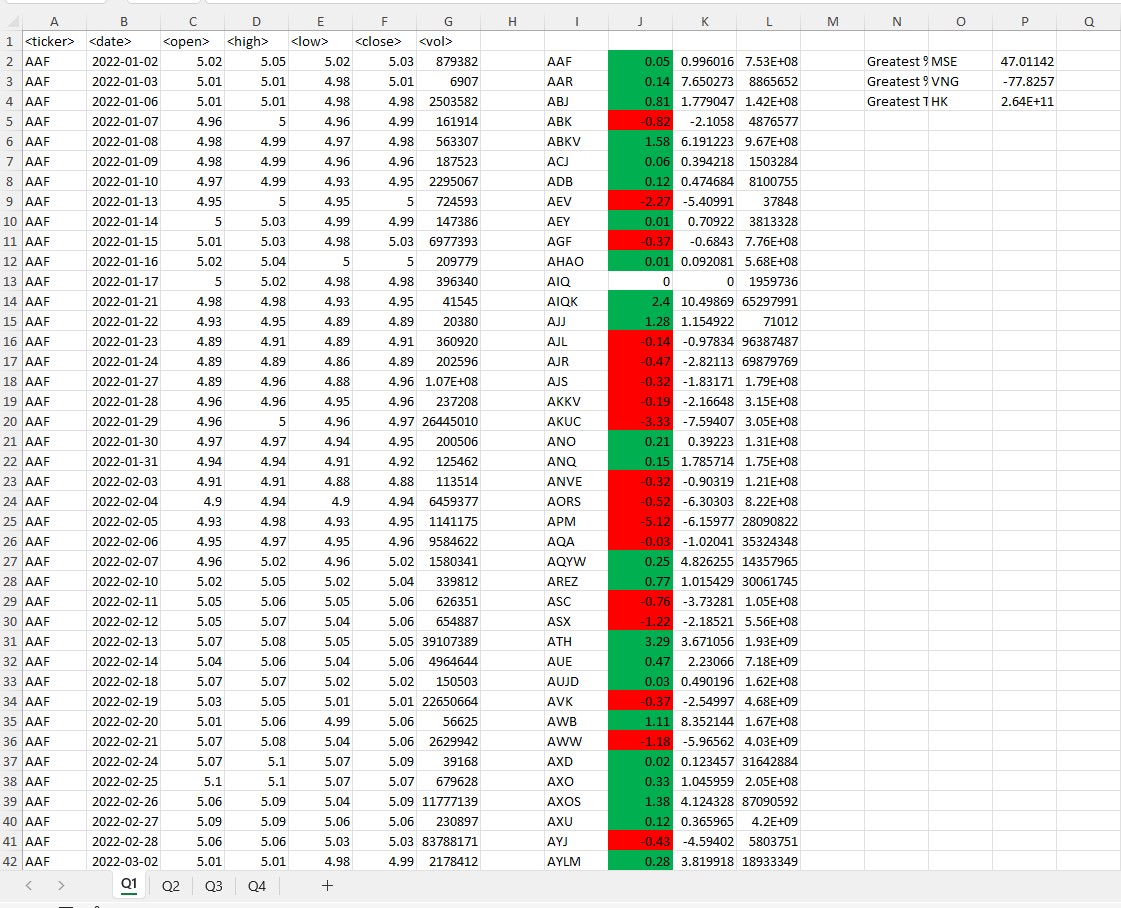 A B C D E F G H I J K L M N O P Q
1 <ticker> <date> <open> <high> <low> <close> <vol>
2 AAF 2022-01-02 5.02 5.05 5.02 5.03 879382 AAF 0.05 0.996016 7.53E+08 Greatest % MSE 47.01142
3 AAF 2022-01-03 5.01 5.01 4.98 5.01 6907 AAR 0.14 7.650273 8865652 Greatest % VNG -77.8257
4 AAF 2022-01-06 5.01 5.01 4.98 4.98 2503582 ABJ 0.81 1.779047 1.42E+08 Greatest T HK 2.64E+11
5 AAF 2022-01-07 4.96 5 4.96 4.99 161914 ABK -0.82 -2.1058 4876577
6 AAF 2022-01-08 4.98 4.99 4.97 4.98 563307 ABKV 1.58 6.191223 9.67E+08
7 AAF 2022-01-09 4.98 4.99 4.96 4.96 187523 ACJ 0.06 0.394218 1503284
8 AAF 2022-01-10 4.97 4.99 4.93 4.95 2295067 ADB 0.12 0.474684 8100755
9 AAF 2022-01-13 4.95 5 4.95 5 724593 AEV -2.27 -5.40991 37848
10 AAF 2022-01-14 5 5.03 4.99 4.99 147386 AEY 0.01 0.70922 3813328
11 AAF 2022-01-15 5.01 5.03 4.98 5.03 6977393 AGF -0.37 -0.6843 7.76E+08
12 AAF 2022-01-16 5.02 5.04 5 5 209779 AHAO 0.01 0.092081 5.68E+08
13 AAF 2022-01-17 5 5.02 4.98 4.98 396340 AIQ 0 0 1959736
14 AAF 2022-01-21 4.98 4.98 4.93 4.95 41545 AIQK 2.4 10.49869 65297991
15 AAF 2022-01-22 4.93 4.95 4.89 4.89 20380 AJJ 1.28 1.154922 71012
16 AAF 2022-01-23 4.89 4.91 4.89 4.91 360920 AJL -0.14 -0.97834 96387487
17 AAF 2022-01-24 4.89 4.89 4.86 4.89 202596 AJR -0.47 -2.82113 69879769
18 AAF 2022-01-27 4.89 4.96 4.88 4.96 1.07E+08 AJS -0.32 -1.83171 1.79E+08
19 AAF 2022-01-28 4.96 4.96 4.95 4.96 237208 AKKV -0.19 -2.16648 3.15E+08
20 AAF 2022-01-29 4.96 5 4.96 4.97 26445010 AKUC -3.33 -7.59407 3.05E+08
21 AAF 2022-01-30 4.97 4.97 4.94 4.95 200506 ANO 0.21 0.39223 1.31E+08
22 AAF 2022-01-31 4.94 4.94 4.91 4.92 125462 ANQ 0.15 1.785714 1.75E+08
23 AAF 2022-02-03 4.91 4.91 4.88 4.88 113514 ANVE -0.32 -0.90319 1.21E+08
24 AAF 2022-02-04 4.9 4.94 4.9 4.94 6459377 AORS -0.52 -6.30303 8.22E+08
25 AAF 2022-02-05 4.93 4.98 4.93 4.95 1141175 APM -5.12 -6.15977 28090822
26 AAF 2022-02-06 4.95 4.97 4.95 4.96 9584622 AQA -0.03 -1.02041 35324348
27 AAF 2022-02-07 4.96 5.02 4.96 5.02 1580341 AQYW 0.25 4.826255 14357965
28 AAF 2022-02-10 5.02 5.05 5.02 5.04 339812 AREZ 0.77 1.015429 30061745
29 AAF 2022-02-11 5.05 5.06 5.05 5.06 626351 ASC -0.76 -3.73281 1.05E+08
30 AAF 2022-02-12 5.05 5.07 5.04 5.06 654887 ASX -1.22 -2.18521 5.56E+08
31 AAF 2022-02-13 5.07 5.08 5.05 5.05 39107389 ATH 3.29 3.671056 1.93E+09
32 AAF 2022-02-14 5.04 5.06 5.04 5.06 4964644 AUE 0.47 2.23066 7.18E+09
33 AAF 2022-02-18 5.07 5.07 5.02 5.02 150503 AUJD 0.03 0.490196 1.62E+08
34 AAF 2022-02-19 5.03 5.05 5.01 5.01 22650664 AVK -0.37 -2.54997 4.68E+09
35 AAF 2022-02-20 5.01 5.06 4.99 5.06 56625 AWB 1.11 8.352144 1.67E+08
36 AAF 2022-02-21 5.07 5.08 5.04 5.06 2629942 AWW -1.18 -5.96562 4.03E+09
37 AAF 2022-02-24 5.07 5.1 5.07 5.09 39168 AXD 0.02 0.123457 31642884
38 AAF 2022-02-25 5.1 5.1 5.07 5.07 679628 AXO 0.33 1.045959 2.05E+08
39 AAF 2022-02-26 5.06 5.09 5.04 5.09 11777139 AXOS 1.38 4.124328 87090592
40 AAF 2022-02-27 5.09 5.09 5.06 5.06 230897 AXU 0.12 0.365965 4.2E+09
41 AAF 2022-02-28 5.06 5.06 5.03 5.03 83788171 AYJ -0.43 -4.59402 5803751
42 AAF 2022-03-02 5.01 5.01 4.98 4.99 2178412 AYLM 0.28 3.819918 18933349
Q1 Q2 Q3 Q4 +